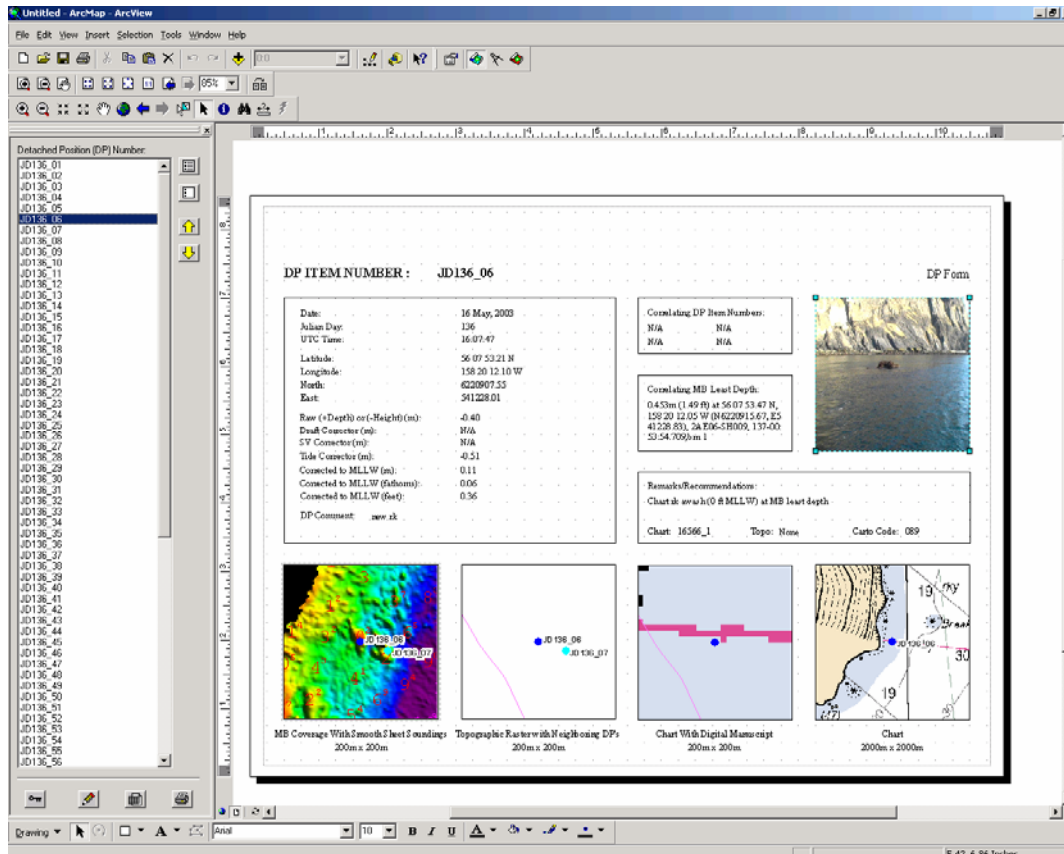 Untitled - ArcMap - ArcView
File Edit View Insert Selection Tools Window Help
85%
Detached Position (DP) Number:
JD136_01
JD136_02
JD136_03
JD136_04
JD136_05
JD136_06
JD136_07
JD136_08
JD136_09
JD136_10
JD136_11
JD136_12
JD136_13
JD136_14
JD136_15
JD136_16
JD136_17
JD136_18
JD136_19
JD136_20
JD136_21
JD136_22
JD136_23
JD136_24
JD136_25
JD136_26
JD136_27
JD136_28
JD136_29
JD136_30
JD136_31
JD136_32
JD136_33
JD136_34
JD136_35
JD136_36
JD136_37
JD136_38
JD136_39
JD136_40
JD136_41
JD136_42
JD136_43
JD136_44
JD136_45
JD136_46
JD136_47
JD136_48
JD136_49
JD136_50
JD136_51
JD136_52
JD136_53
JD136_54
JD136_55
JD136_56
DP ITEM NUMBER : JD136_06
DP Form
Date: 16 May, 2003
Julian Day: 136
UTC Time: 16:07:47
Latitude: 56 07 53.21 N
Longitude: 158 20 12.10 W
North: 6220907.55
East: 541228.01
Raw (+Depth) or (-Height) (m): -0.40
Draft Corrector (m): N/A
SV Corrector (m): N/A
Tide Corrector (m): -0.51
Corrected to MLLW (m): 0.11
Corrected to MLLW (fathoms): 0.06
Corrected to MLLW (feet): 0.36
DP Comment: new rk
Correlating DP Item Numbers:
N/A N/A
N/A N/A
Correlating MB Least Depth:
0.453m (1.49 ft) at 56 07 53.47 N,
158 20 12.05 W (N6220915.67, E5
41228.83), 2A E06-SH009, 137-00:
53:54.709,bm 1
Remarks/Recommendations:
Chart rk awash (0 ft MLLW) at MB least depth
Chart: 16566_1 Topo: None Carto Code: 089
JD136_06
JD136_07
JD136_06
JD136_07
19
rky
Break
JD136_06
30
19
MB Coverage With Smooth Sheet Soundings
200m x 200m
Topographic Raster with Neighboring DPs
200m x 200m
Chart With Digital Manuscript
200m x 200m
Chart
2000m x 2000m
Drawing
Arial
10
B I U A